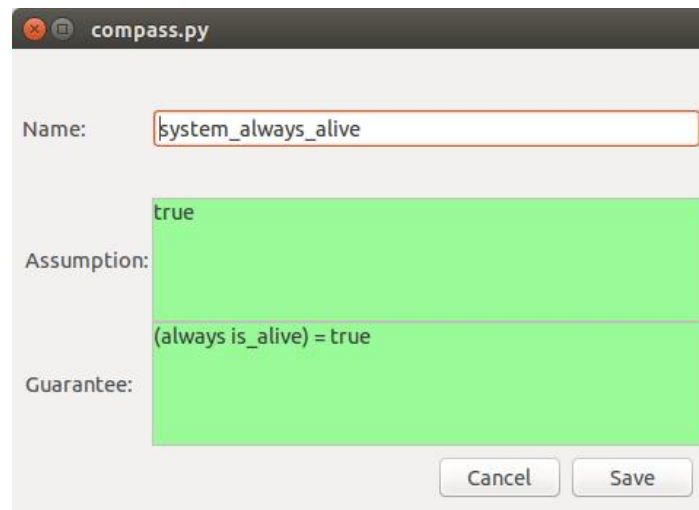 compass.py
Name:
system_always_alive
Assumption:
true
Guarantee:
(always is_alive) = true
Cancel
Save